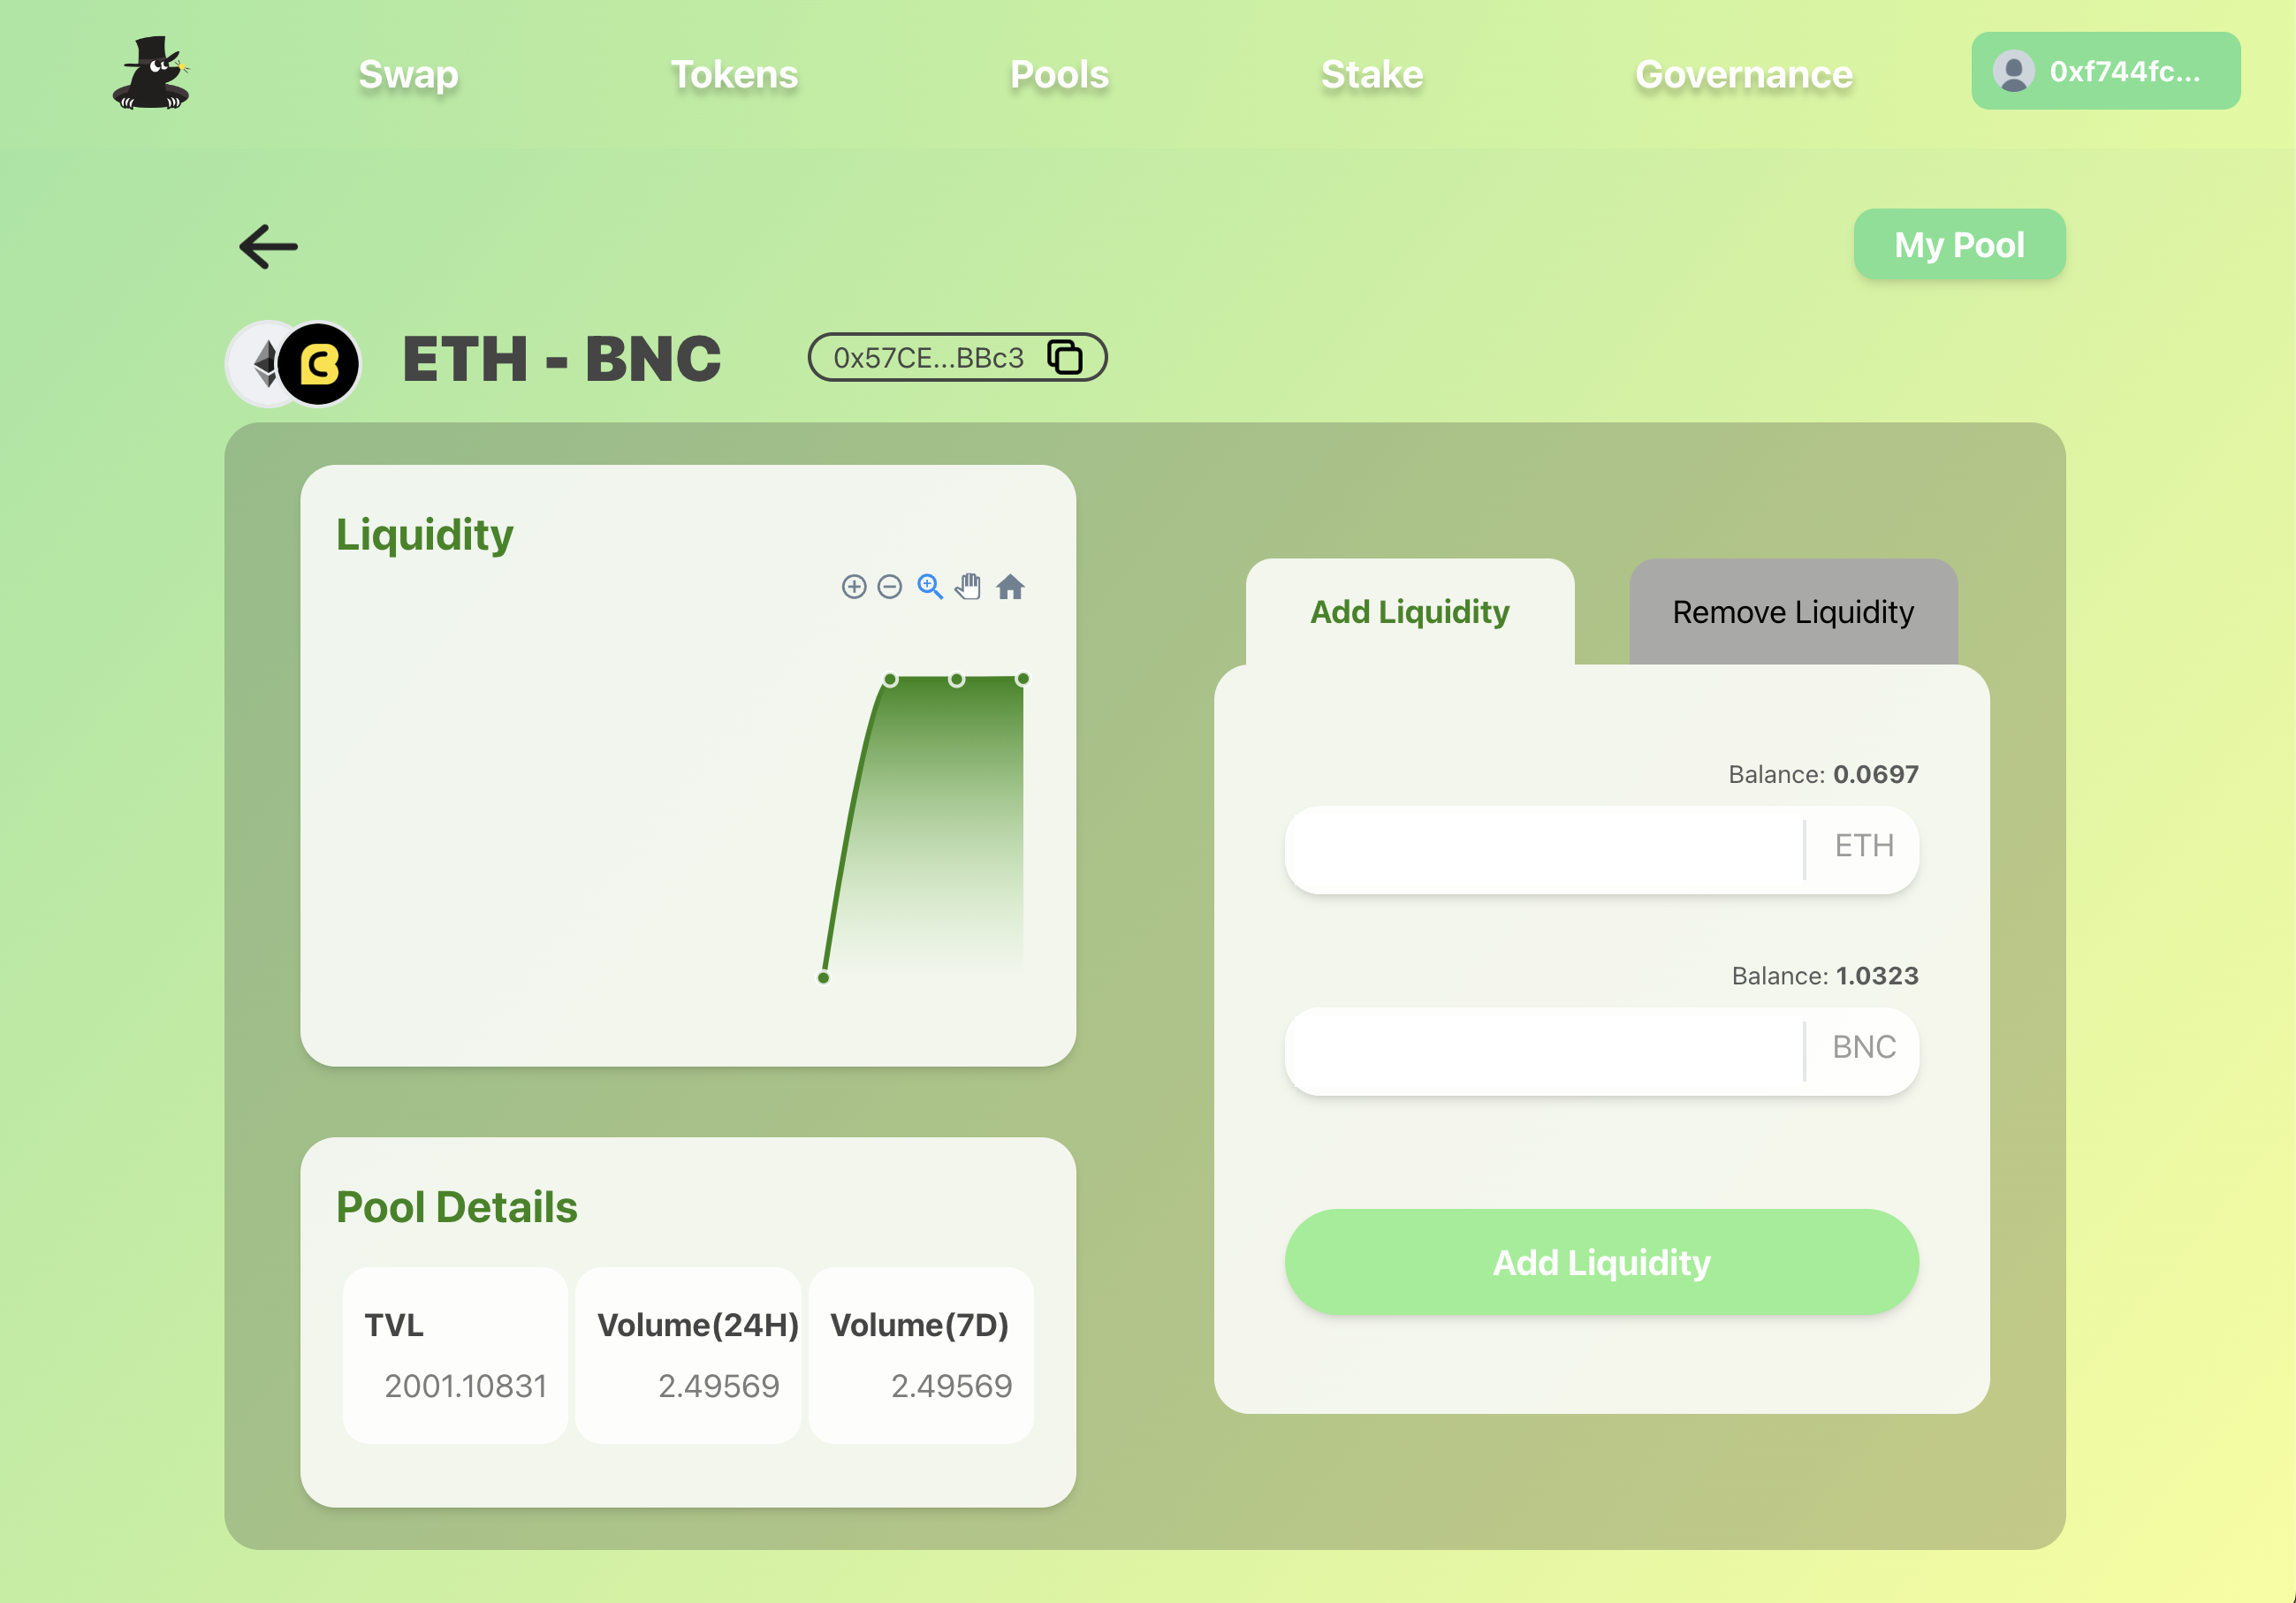 Swap
Tokens
Pools
Stake
Governance
0xf744fc...
My Pool
ETH - BNC
0x57CE...BBc3
Liquidity
Add Liquidity
Remove Liquidity
Balance: 0.0697
ETH
Balance: 1.0323
BNC
Add Liquidity
Pool Details
TVL
2001.10831
Volume(24H)
2.49569
Volume(7D)
2.49569